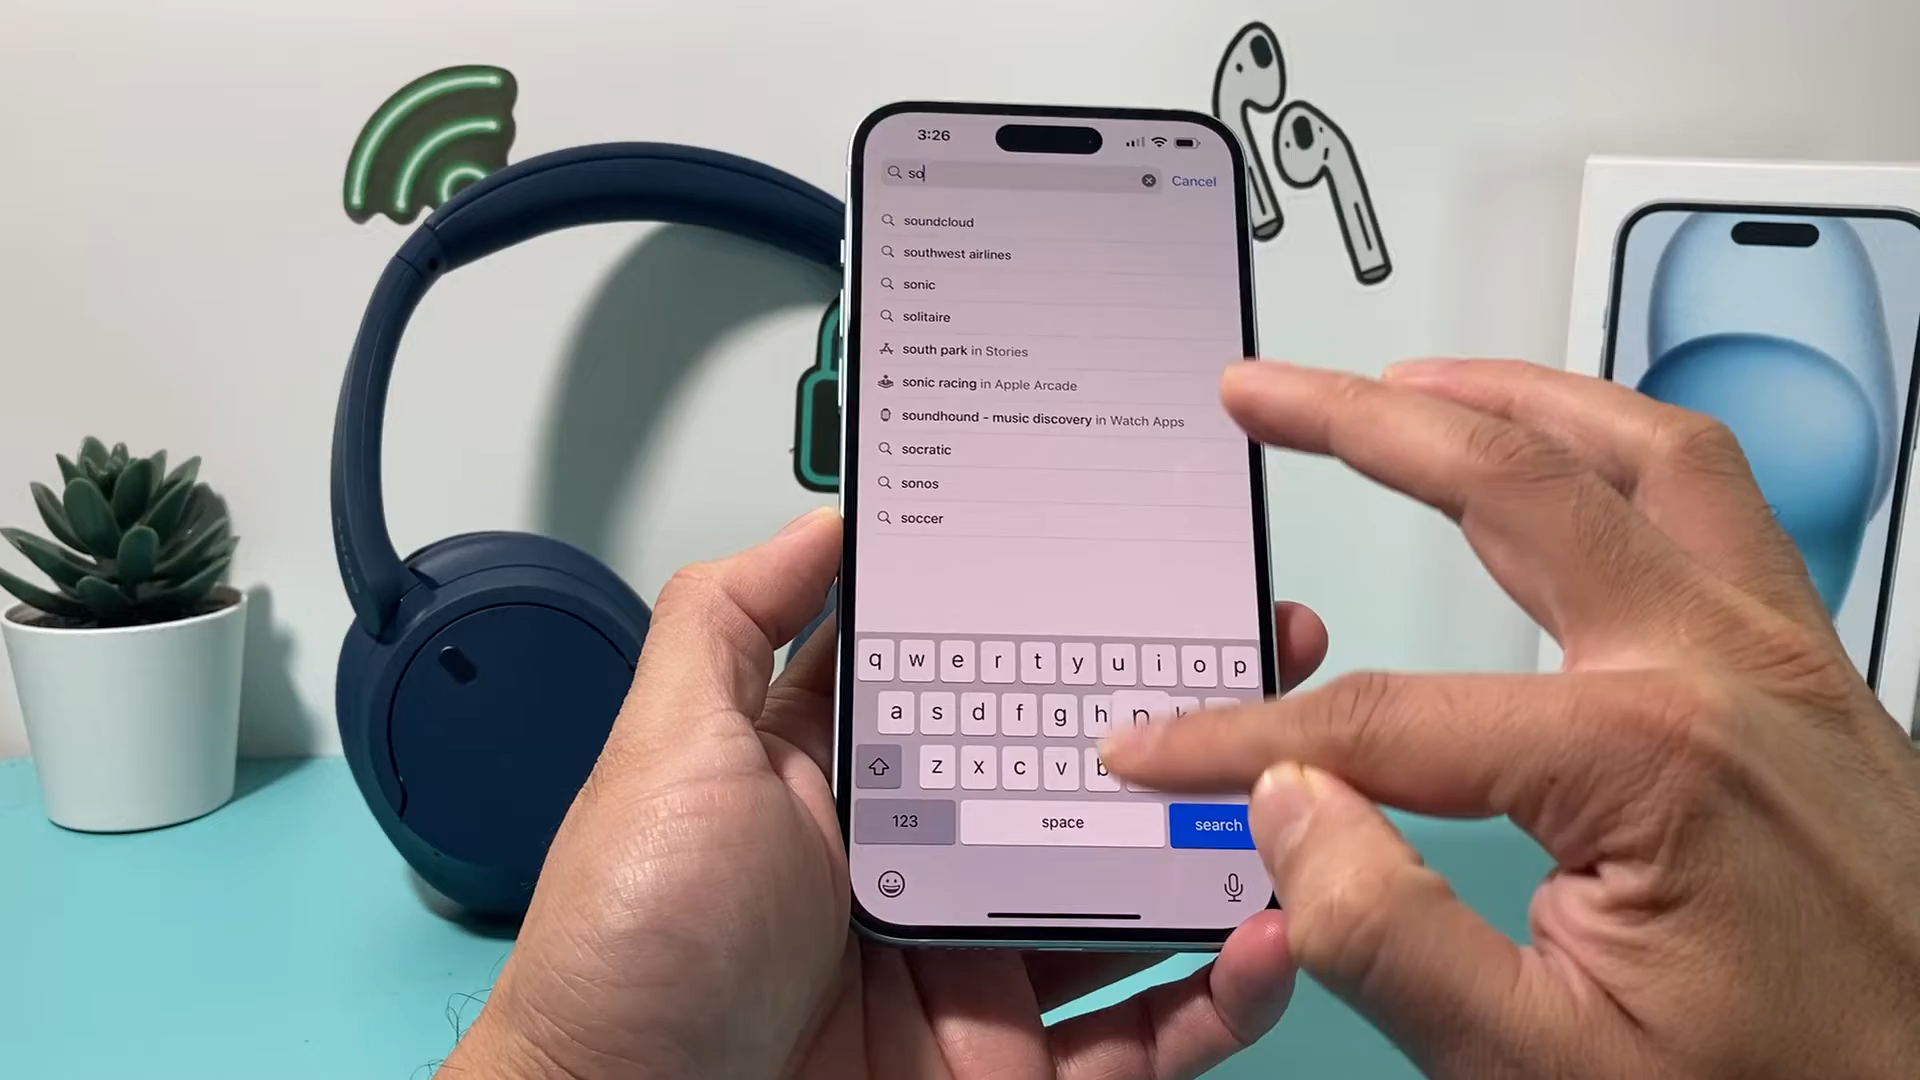 3:26
so
Cancel
soundcloud
southwest airlines
sonic
solitaire
south park in Stories
sonic racing in Apple Arcade
soundhound - music discovery in Watch Apps
socratic
sonos
soccer
q w e r t y u i o p
a s d f g h n
z x c v b
123 space search
SONY